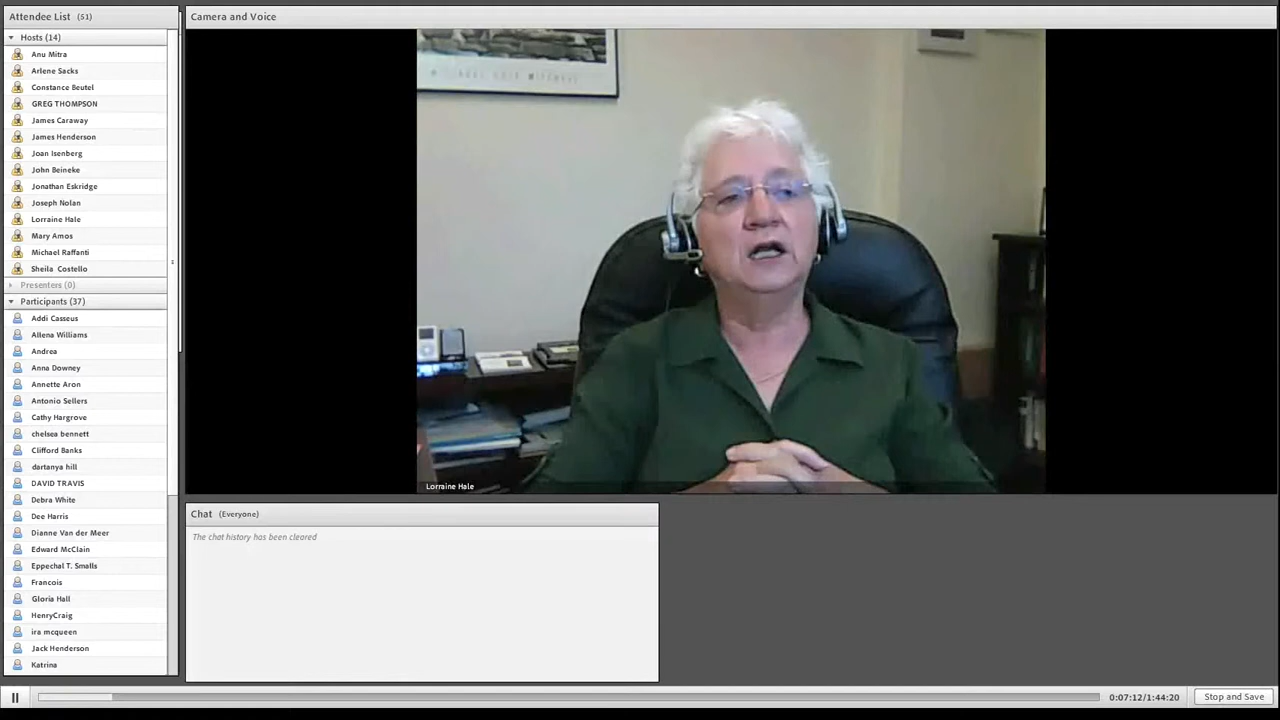 Attendee List (51)
Hosts (14)
Anu Mitra
Arlene Sacks
Constance Beutel
GREG THOMPSON
James Caraway
James Henderson
Joan Isenberg
John Beineke
Jonathan Eskridge
Joseph Nolan
Lorraine Hale
Mary Amos
Michael Raffanti
Sheila Costello
Presenters (0)
Participants (37)
Addi Casseus
Allena Williams
Andrea
Anna Downey
Annette Aron
Antonio Sellers
Cathy Hargrove
chelsea bennett
Clifford Banks
dartanya hill
DAVID TRAVIS
Debra White
Dee Harris
Dianne Van der Meer
Edward McClain
Eppechal T. Smalls
Francois
Gloria Hall
HenryCraig
ira mcqueen
Jack Henderson
Katrina
Camera and Voice
Lorraine Hale
Chat (Everyone)
The chat history has been cleared
0:07:12/1:44:20
Stop and Save